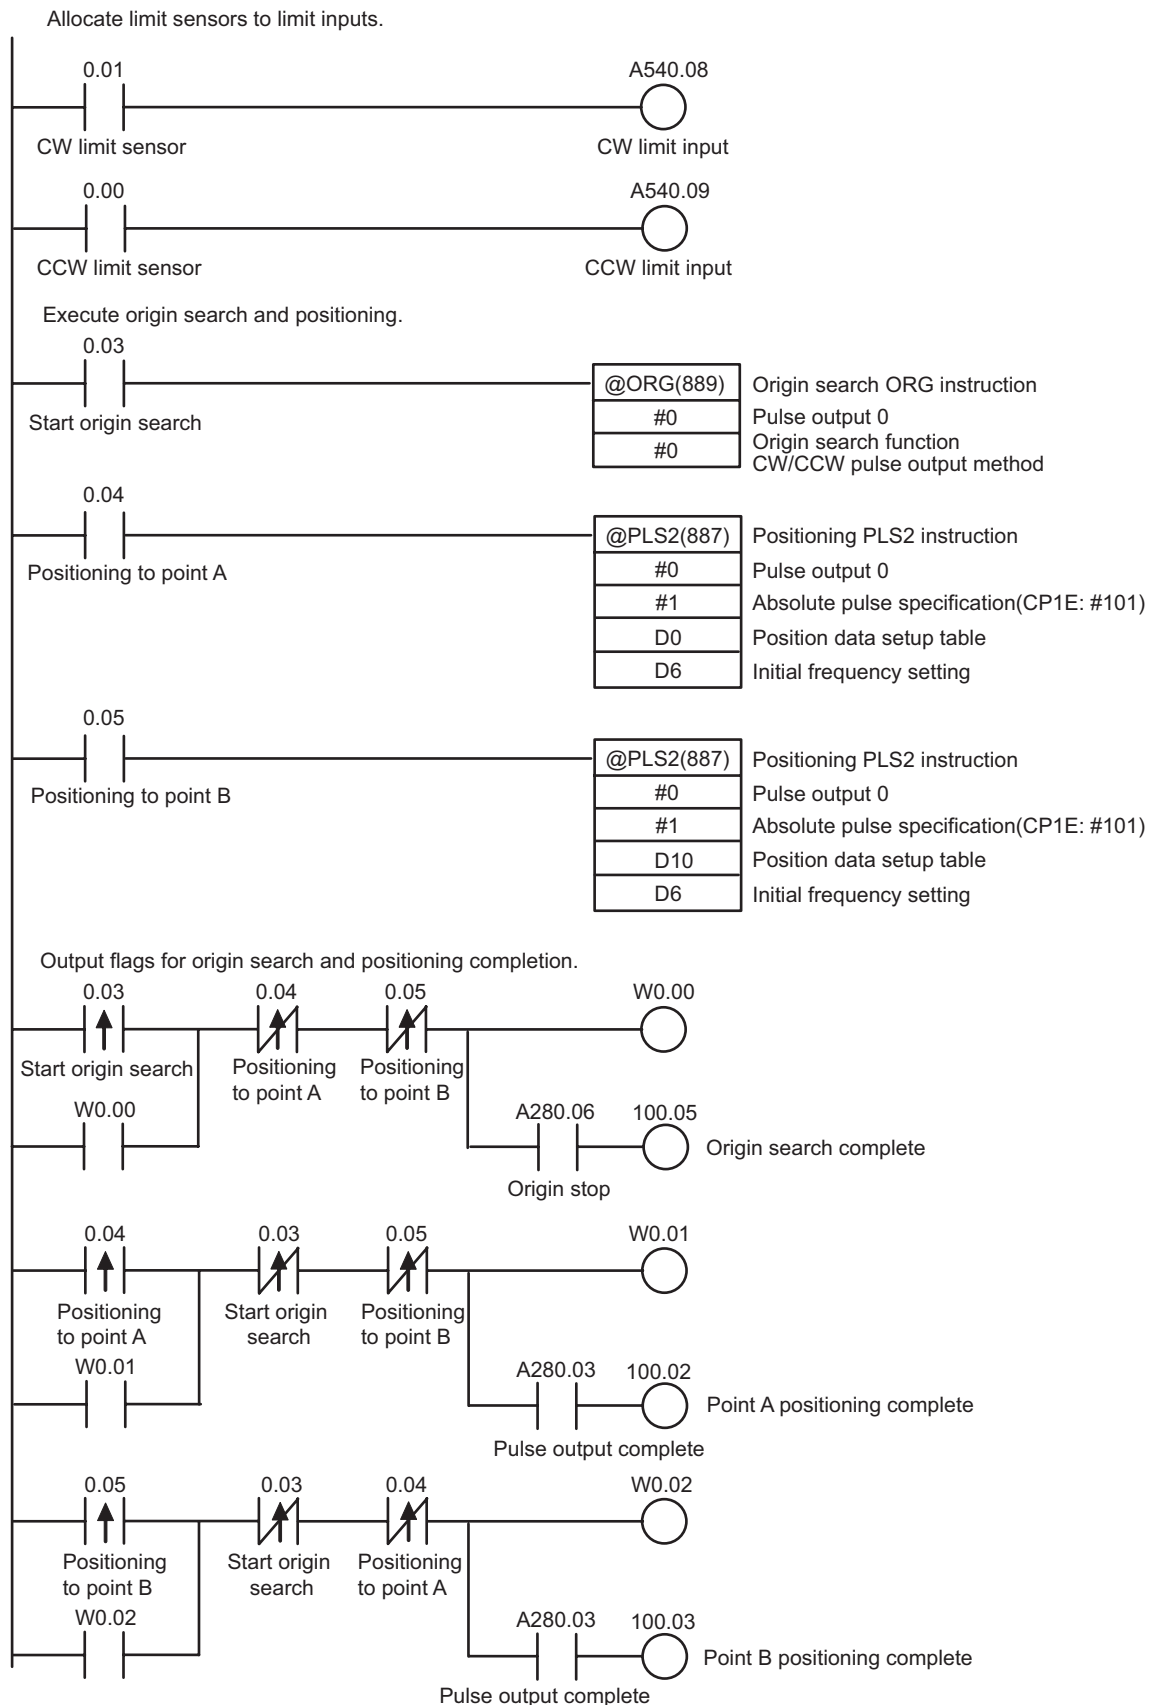 Allocate limit sensors to limit inputs.
0.01 A540.08
CW limit sensor CW limit input
0.00 A540.09
CCW limit sensor CCW limit input
Execute origin search and positioning.
0.03
@ORG(889) Origin search ORG instruction
Start origin search
#0 Pulse output 0
#0 Origin search function
CW/CCW pulse output method
0.04
@PLS2(887) Positioning PLS2 instruction
Positioning to point A
#0 Pulse output 0
#1 Absolute pulse specification(CP1E: #101)
D0 Position data setup table
D6 Initial frequency setting
0.05
@PLS2(887) Positioning PLS2 instruction
Positioning to point B
#0 Pulse output 0
#1 Absolute pulse specification(CP1E: #101)
D10 Position data setup table
D6 Initial frequency setting
Output flags for origin search and positioning completion.
0.03 0.04 0.05 W0.00
Start origin search Positioning Positioning
to point A to point B
W0.00 A280.06 100.05
Origin search complete
Origin stop
0.04 0.03 0.05 W0.01
Positioning Start origin Positioning
to point A search to point B
W0.01 A280.03 100.02
Point A positioning complete
Pulse output complete
0.05 0.03 0.04 W0.02
Positioning Start origin Positioning
to point B search to point A
W0.02 A280.03 100.03
Point B positioning complete
Pulse output complete